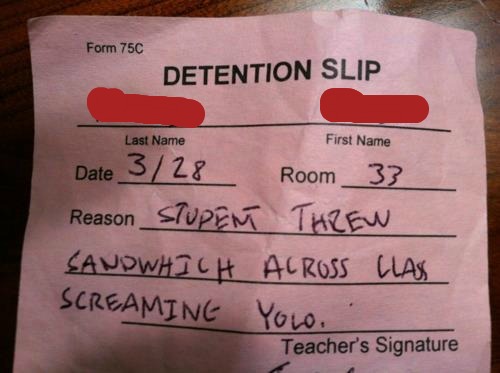 Form 75C
DETENTION SLIP
Last Name First Name
Date 3/28 Room 33
Reason STUPENT THREW
SANDWHICH ACROSS CLASS
SCREAMING YOLO.
Teacher's Signature